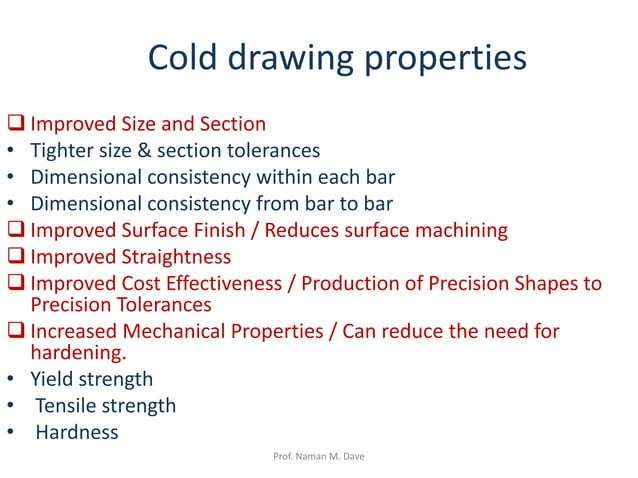 Cold drawing properties
❑ Improved Size and Section
• Tighter size & section tolerances
• Dimensional consistency within each bar
• Dimensional consistency from bar to bar
❑ Improved Surface Finish / Reduces surface machining
❑ Improved Straightness
❑ Improved Cost Effectiveness / Production of Precision Shapes to
Precision Tolerances
❑ Increased Mechanical Properties / Can reduce the need for
hardening.
• Yield strength
• Tensile strength
• Hardness
Prof. Naman M. Dave